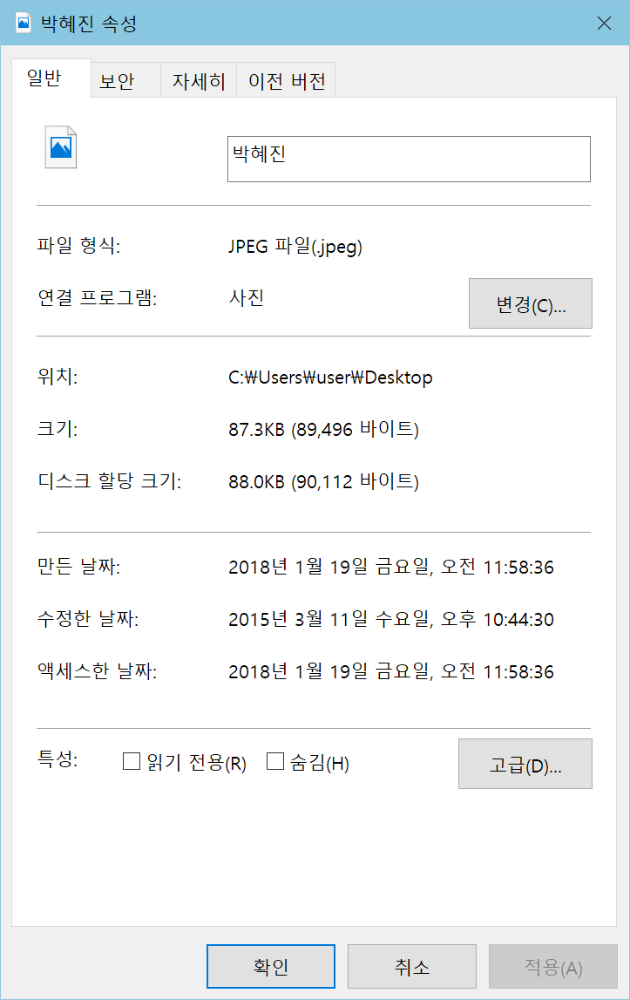 박혜진 속성
일반 보안 자세히 이전 버전
박혜진
파일 형식: JPEG 파일(.jpeg)
연결 프로그램: 사진 변경(C)...
위치: C:₩Users₩user₩Desktop
크기: 87.3KB (89,496 바이트)
디스크 할당 크기: 88.0KB (90,112 바이트)
만든 날짜: 2018년 1월 19일 금요일, 오전 11:58:36
수정한 날짜: 2015년 3월 11일 수요일, 오후 10:44:30
액세스한 날짜: 2018년 1월 19일 금요일, 오전 11:58:36
특성: 읽기 전용(R) 숨김(H) 고급(D)...
확인 취소 적용(A)